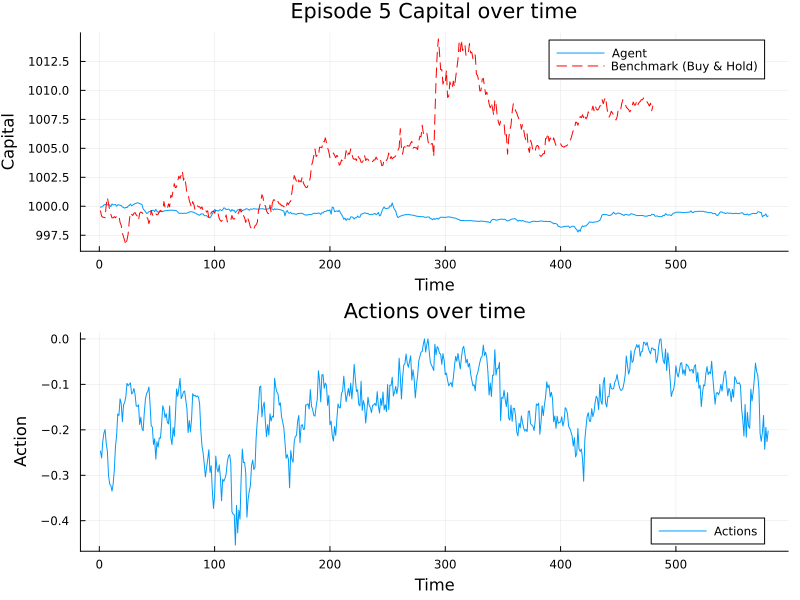 Episode 5 Capital over time
Capital
1012.5
1010.0
1007.5
1005.0
1002.5
1000.0
997.5
Agent
Benchmark (Buy & Hold)
0 100 200 300 400 500
Time
Actions over time
Action
0.0
−0.1
−0.2
−0.3
−0.4
Actions
0 100 200 300 400 500
Time